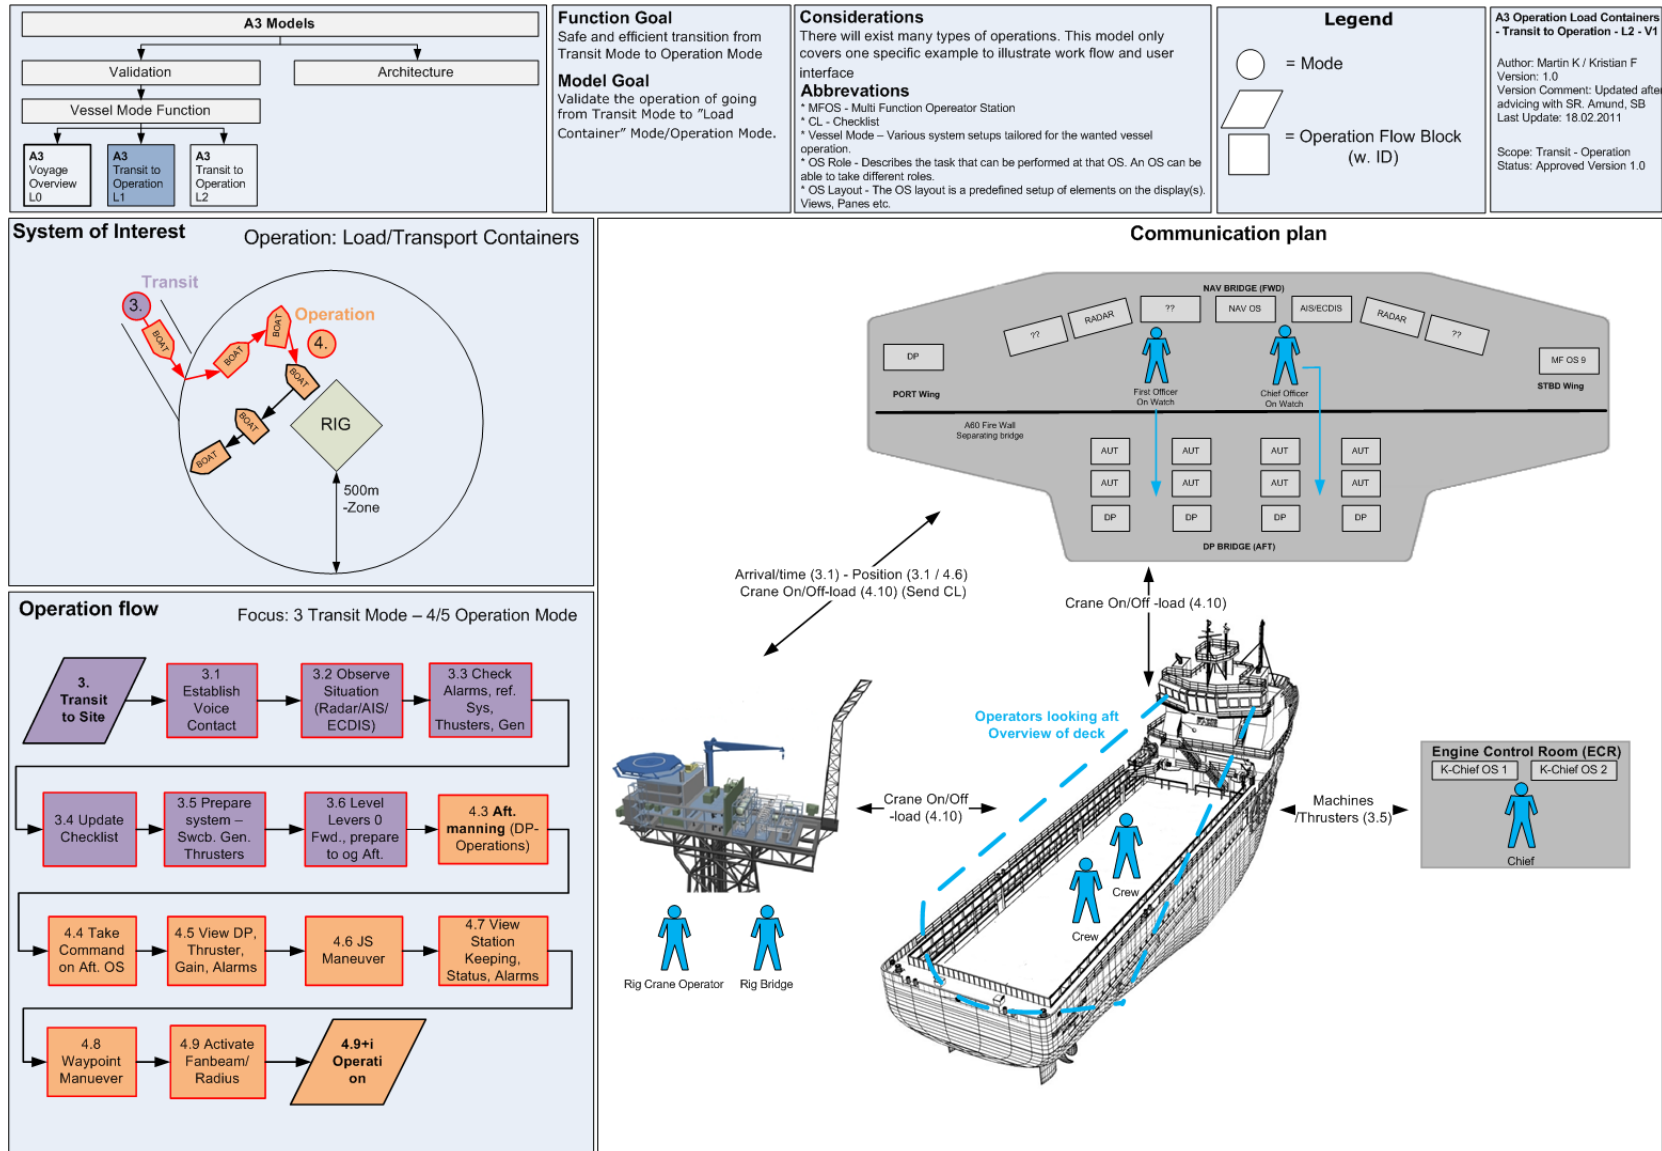 A3 Models
Validation
Architecture
Vessel Mode Function
A3
Voyage
Overview
L0
A3
Transit to
Operation
L1
A3
Transit to
Operation
L2
Function Goal
Safe and efficient transition from
Transit Mode to Operation Mode
Model Goal
Validate the operation of going
from Transit Mode to ”Load
Container” Mode/Operation Mode.
Considerations
There will exist many types of operations. This model only
covers one specific example to illustrate work flow and user
interface
Abbrevations
* MFOS - Multi Function Opereator Station
* CL - Checklist
* Vessel Mode – Various system setups tailored for the wanted vessel
operation.
* OS Role - Describes the task that can be performed at that OS. An OS can be
able to take different roles.
* OS Layout - The OS layout is a predefined setup of elements on the display(s).
Views, Panes etc.
Legend
= Mode
= Operation Flow Block
(w. ID)
A3 Operation Load Containers
- Transit to Operation - L2 - V1
Author: Martin K / Kristian F
Version: 1.0
Version Comment: Updated after
advicing with SR. Amund, SB
Last Update: 18.02.2011
Scope: Transit - Operation
Status: Approved Version 1.0
System of Interest
Operation: Load/Transport Containers
Transit
3.
BOAT
BOAT
BOAT
Operation
4.
BOAT
BOAT
BOAT
RIG
500m
-Zone
Operation flow
Focus: 3 Transit Mode – 4/5 Operation Mode
3.
Transit
to Site
3.1
Establish
Voice
Contact
3.2 Observe
Situation
(Radar/AIS/
ECDIS)
3.3 Check
Alarms, ref.
Sys,
Thusters, Gen
3.4 Update
Checklist
3.5 Prepare
system –
Swcb. Gen.
Thrusters
3.6 Level
Levers 0
Fwd., prepare
to og Aft.
4.3 Aft.
manning (DP-
Operations)
4.4 Take
Command
on Aft. OS
4.5 View DP,
Thruster,
Gain, Alarms
4.6 JS
Maneuver
4.7 View
Station
Keeping,
Status, Alarms
4.8
Waypoint
Manuever
4.9 Activate
Fanbeam/
Radius
4.9+i
Operati
on
Communication plan
NAV BRIDGE (FWD)
??
RADAR
??
NAV OS
AIS/ECDIS
RADAR
??
DP
MF OS 9
PORT Wing
STBD Wing
First Officer
On Watch
Chief Officer
On Watch
A60 Fire Wall
Separating bridge
AUT
AUT
AUT
AUT
AUT
AUT
AUT
AUT
DP
DP
DP
DP
DP BRIDGE (AFT)
Arrival/time (3.1) - Position (3.1 / 4.6)
Crane On/Off-load (4.10) (Send CL)
Crane On/Off -load (4.10)
Operators looking aft
Overview of deck
Crane On/Off
-load (4.10)
Machines
/Thrusters (3.5)
Engine Control Room (ECR)
K-Chief OS 1
K-Chief OS 2
Chief
Crew
Crew
Rig Crane Operator
Rig Bridge